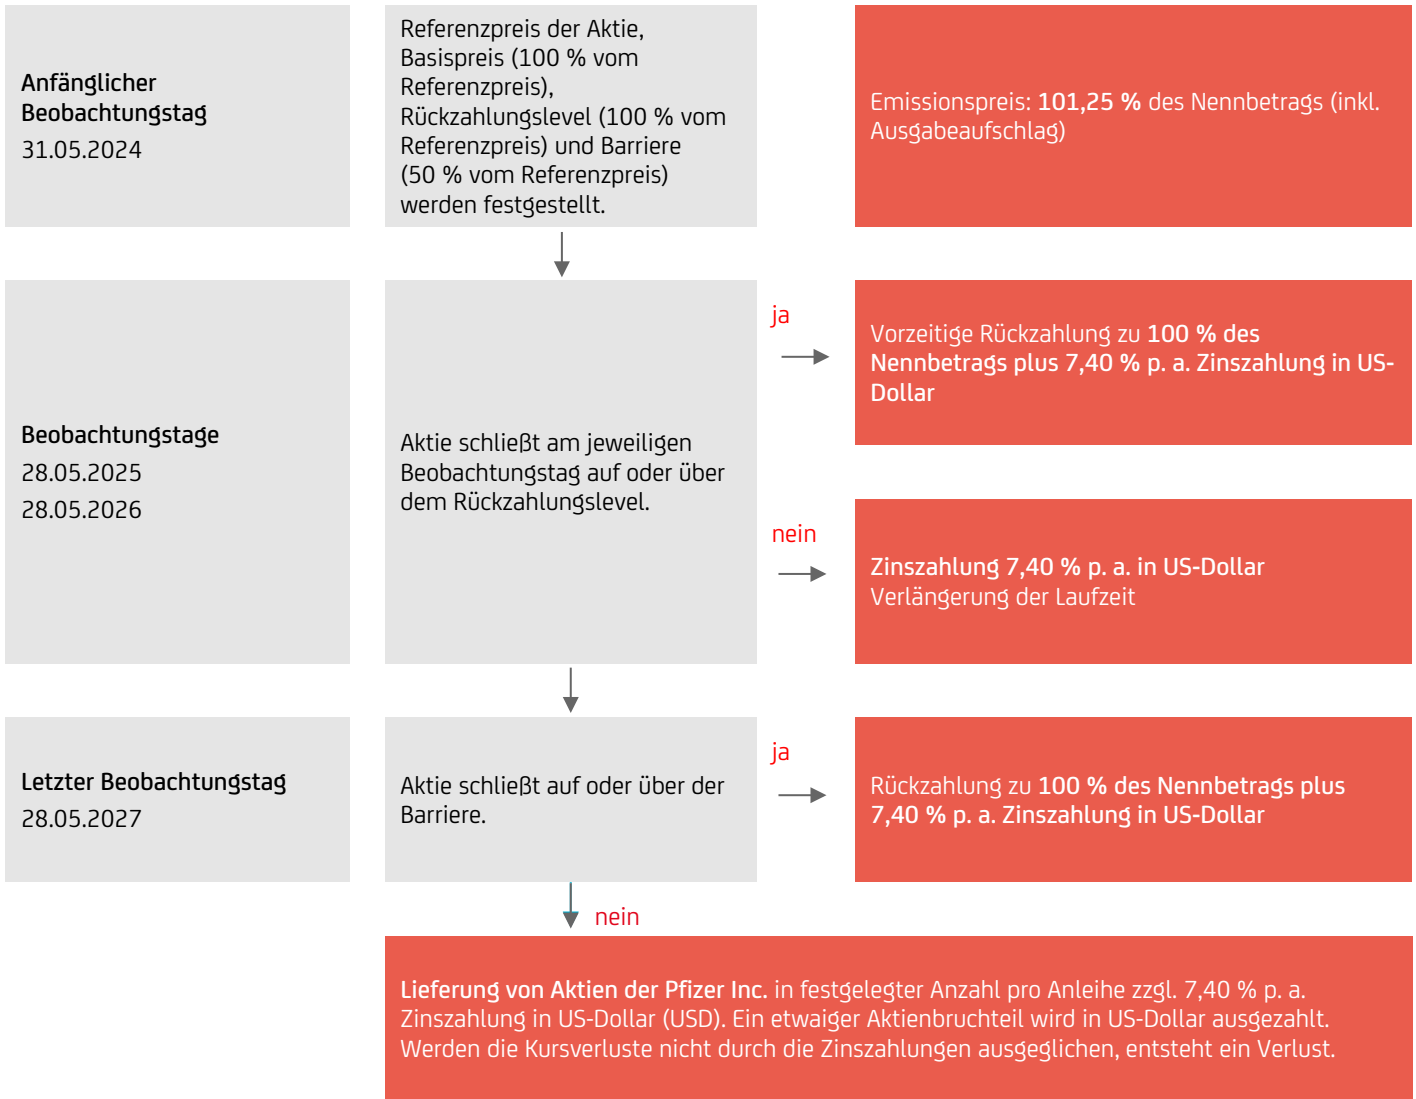 Anfänglicher
Beobachtungstag
31.05.2024
Referenzpreis der Aktie,
Basispreis (100 % vom
Referenzpreis),
Rückzahlungslevel (100 % vom
Referenzpreis) und Barriere
(50 % vom Referenzpreis)
werden festgestellt.
Emissionspreis: 101,25 % des Nennbetrags (inkl.
Ausgabeaufschlag)
Beobachtungstage
28.05.2025
28.05.2026
Aktie schließt am jeweiligen
Beobachtungstag auf oder über
dem Rückzahlungslevel.
ja
Vorzeitige Rückzahlung zu 100 % des
Nennbetrags plus 7,40 % p. a. Zinszahlung in US-
Dollar
nein
Zinszahlung 7,40 % p. a. in US-Dollar
Verlängerung der Laufzeit
Letzter Beobachtungstag
28.05.2027
Aktie schließt auf oder über der
Barriere.
ja
Rückzahlung zu 100 % des Nennbetrags plus
7,40 % p. a. Zinszahlung in US-Dollar
nein
Lieferung von Aktien der Pfizer Inc. in festgelegter Anzahl pro Anleihe zzgl. 7,40 % p. a.
Zinszahlung in US-Dollar (USD). Ein etwaiger Aktienbruchteil wird in US-Dollar ausgezahlt.
Werden die Kursverluste nicht durch die Zinszahlungen ausgeglichen, entsteht ein Verlust.